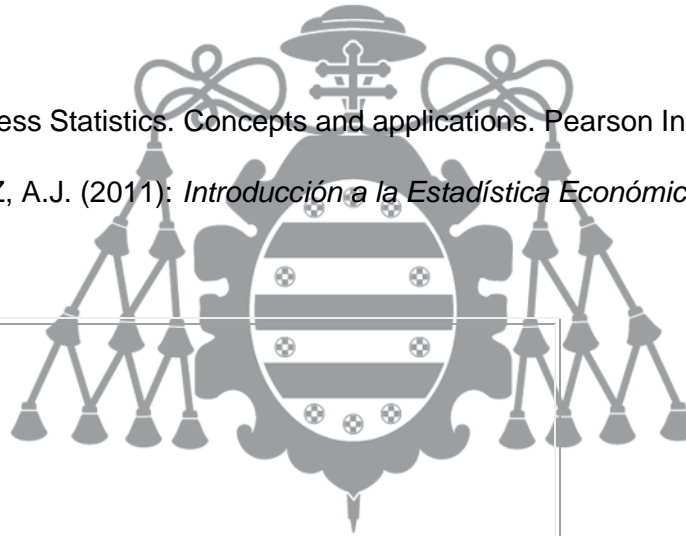 ess Statistics. Concepts and applications. Pearson In
Z, A.J. (2011): Introducción a la Estadística Económic